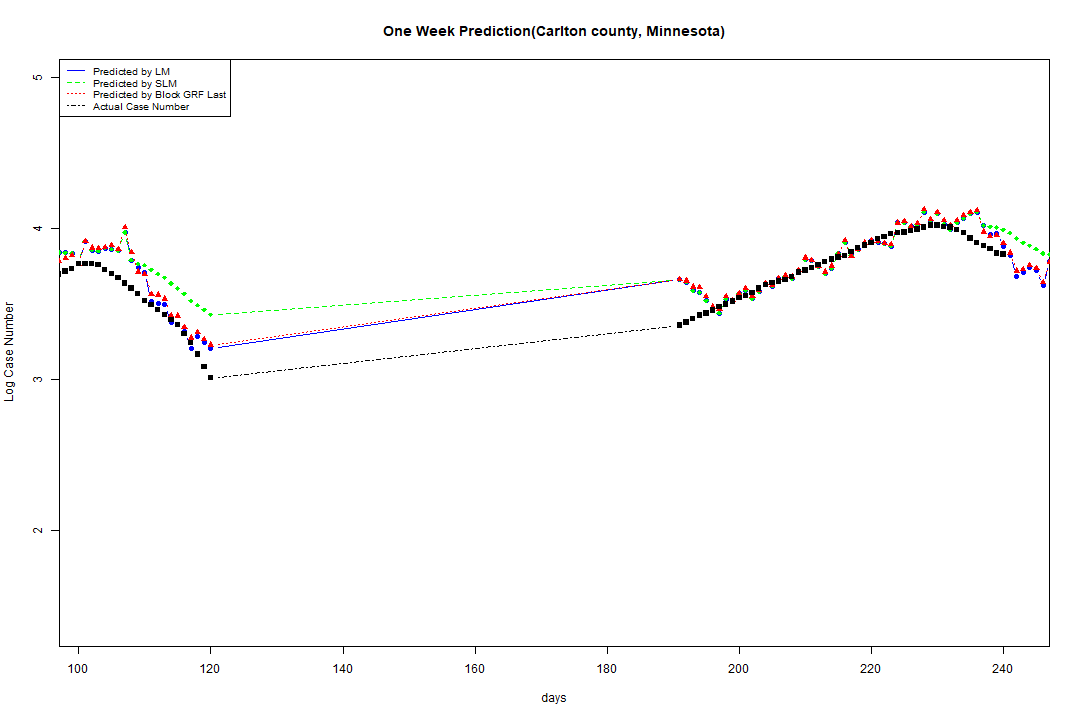 One Week Prediction(Carlton county, Minnesota)
Predicted by LM
Predicted by SLM
Predicted by Block GRF Last
Actual Case Number
5
4
3
2
Log Case Number
100 120 140 160 180 200 220 240
days